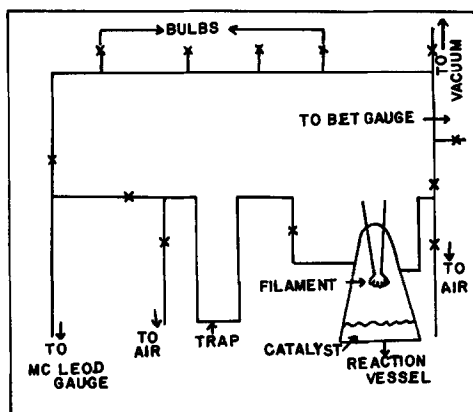 BULBS
TO VACUUM
TO BET GAUGE
TO AIR
FILAMENT
CATALYST
REACTION
VESSEL
TRAP
TO
AIR
TO
MC LEOD
GAUGE